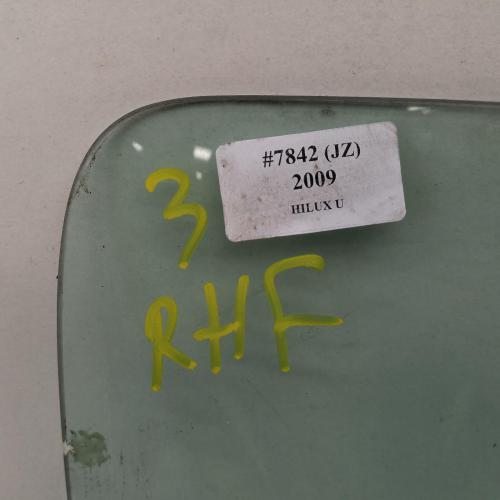 #7842 (JZ)
2009
HILUX U
3
RHF